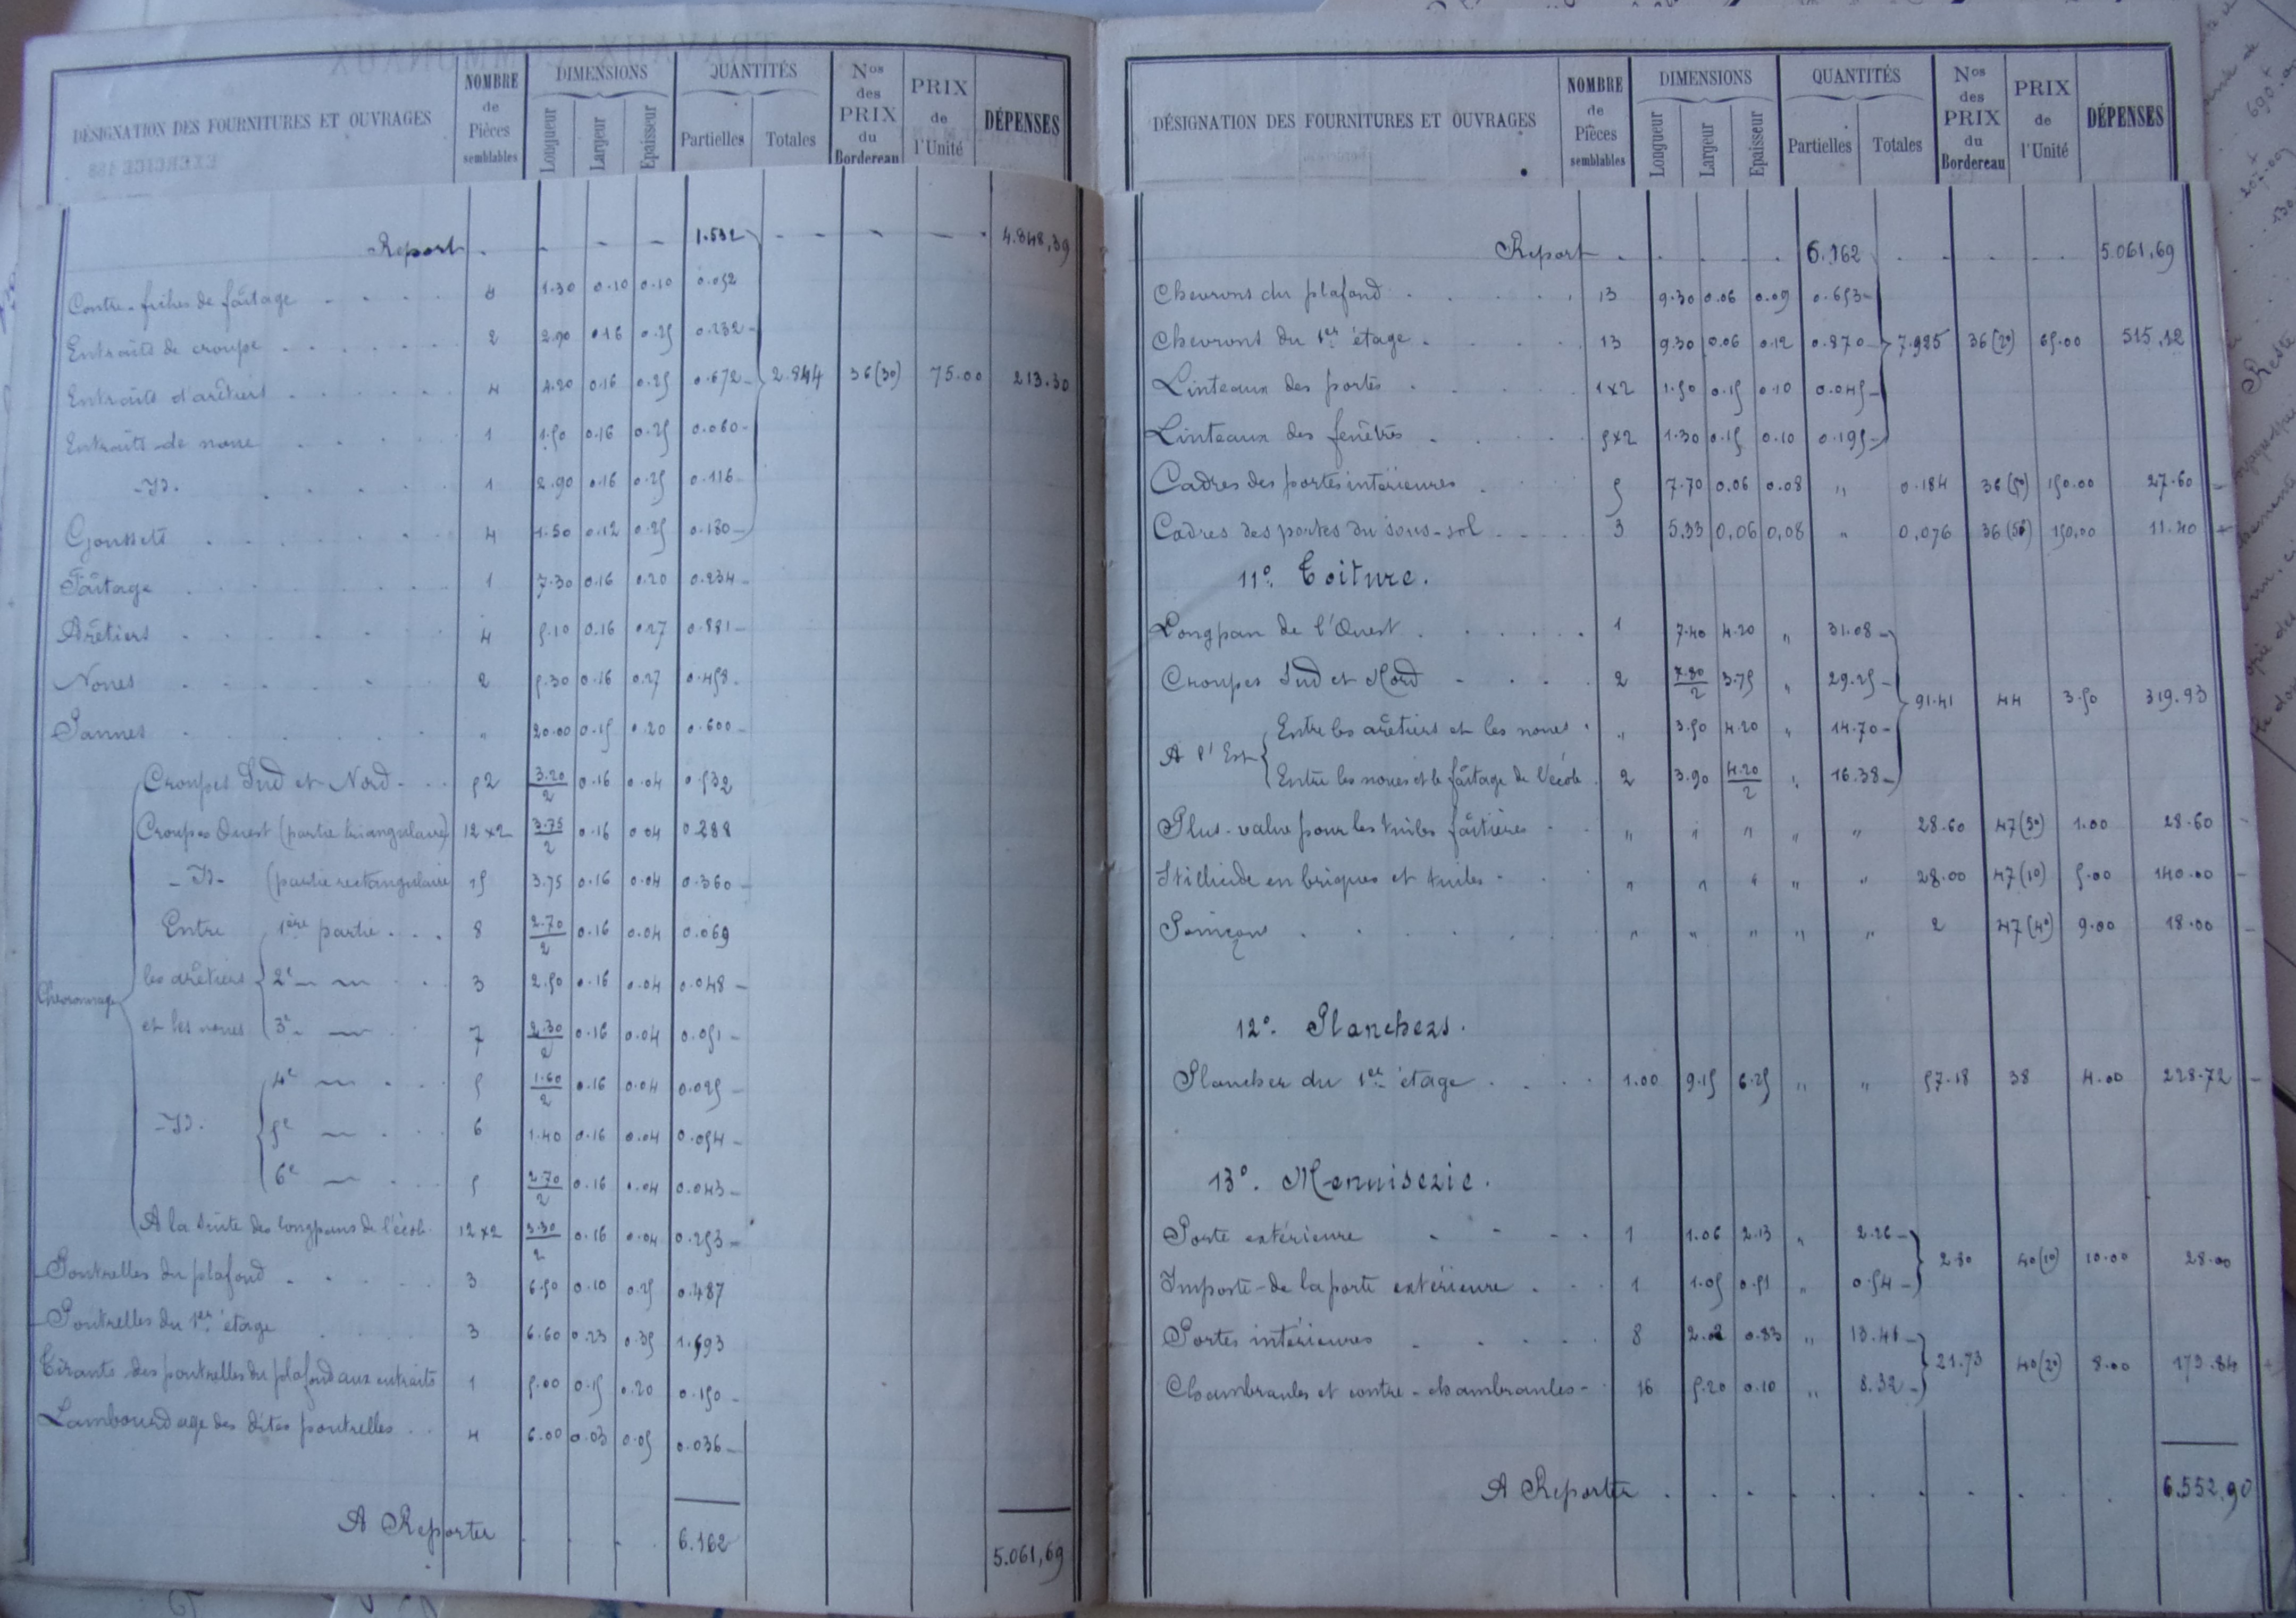 DÉSIGNATION DES FOURNITURES ET OUVRAGES NOMBRE de Pièces semblables DIMENSIONS Longueur Largeur Epaisseur QUANTITÉS Partielles Totales Nos des PRIX du Bordereau PRIX de l'Unité DÉPENSES
Report 1.532 4.848,39
Contre-fiches de faîtage 4 1.30 0.10 0.10 0.052
Entraits de croupe 2 2.90 0.16 0.25 0.232
Entraits d'arêtiers 4 4.20 0.16 0.25 0.672 2.844 36(3º) 75.00 213.30
Entraits de noue 1 1.50 0.16 0.25 0.060
-Id- 1 2.90 0.16 0.25 0.116
Goussets 4 1.50 0.12 0.25 0.180
Faîtage 1 7.30 0.16 0.20 0.234
Arêtiers 4 5.10 0.16 0.27 0.881
Noues 2 5.30 0.16 0.27 0.458
Pannes " 20.00 0.15 0.20 0.600
Chevronnage
Croupes Sud et Nord 52 3.20/2 0.16 0.04 0.532
Croupes Ouest (partie triangulaire) 12x2 3.75/2 0.16 0.04 0.288
-Id- (partie rectangulaire 15 3.75 0.16 0.04 0.360
Entre 1ère partie 8 2.70/2 0.16 0.04 0.069
les arêtiers 2e 3 2.50 0.16 0.04 0.048
et les noues 3e 7 2.30/2 0.16 0.04 0.051
4e 5 1.60/2 0.16 0.04 0.025
-Id- 5e 6 1.40 0.16 0.04 0.054
6e 5 2.70/2 0.16 0.04 0.043
A la suite des longpans de l'école 12x2 3.30/2 0.16 0.04 0.253
Poutrelles du plafond 3 6.50 0.10 0.25 0.487
Poutrelles du 1er étage 3 6.60 0.23 0.35 1.593
Tirants des poutrelles du plafond aux entraits 1 5.00 0.15 0.20 0.150
Lambourdage des dites poutrelles 4 6.00 0.03 0.05 0.036
A Reporter 6.162 5.061,69
DÉSIGNATION DES FOURNITURES ET OUVRAGES NOMBRE de Pièces semblables DIMENSIONS Longueur Largeur Epaisseur QUANTITÉS Partielles Totales Nos des PRIX du Bordereau PRIX de l'Unité DÉPENSES
Report 6.162 5.061,69
Chevrons du plafond 13 9.30 0.06 0.09 0.653
Chevrons du 1er étage 13 9.30 0.06 0.12 0.870 7.925 36(2º) 65.00 515.12
Linteaux des portes 1x2 1.50 0.15 0.10 0.045
Linteaux des fenêtres 5x2 1.30 0.15 0.10 0.195
Cadres des portes intérieures 5 7.70 0.06 0.08 " 0.184 36(5º) 150.00 27.60
Cadres des portes du sous-sol 3 5.33 0,06 0,08 " 0,076 36(5º) 150,00 11.40
11º. Toiture.
Longpan de l'Ouest 1 7.40 4.20 " 31.08
Croupes Sud et Nord 2 7.80/2 3.75 " 29.25 91.41 44 3.50 319.93
A l'Est Entre les arêtiers et les noues " 3.50 4.20 " 14.70
Entre les noues et le faîtage de l'école 2 3.90 4.20/2 " 16.38
Plus-value pour les tuiles faîtières " " " " " 28.60 47(3º) 1.00 28.60
Stillicide en briques et tuiles " " " " " 28.00 47(1º) 5.00 140.00
Poinçons " " " " " 2 47(4º) 9.00 18.00
12º. Planchers.
Plancher du 1er étage 1.00 9.15 6.25 " " 57.18 38 4.00 228.72
13º. Menuiserie.
Porte extérieure 1 1.06 2.13 " 2.26 2.80 40(1º) 10.00 28.00
Imposte de la porte extérieure 1 1.05 0.51 " 0.54
Portes intérieures 8 2.02 0.83 " 13.41 21.73 40(2º) 8.00 173.84
Chambranles et contre-chambranles 16 5.20 0.10 " 8.32
A Reporter 6.552,90